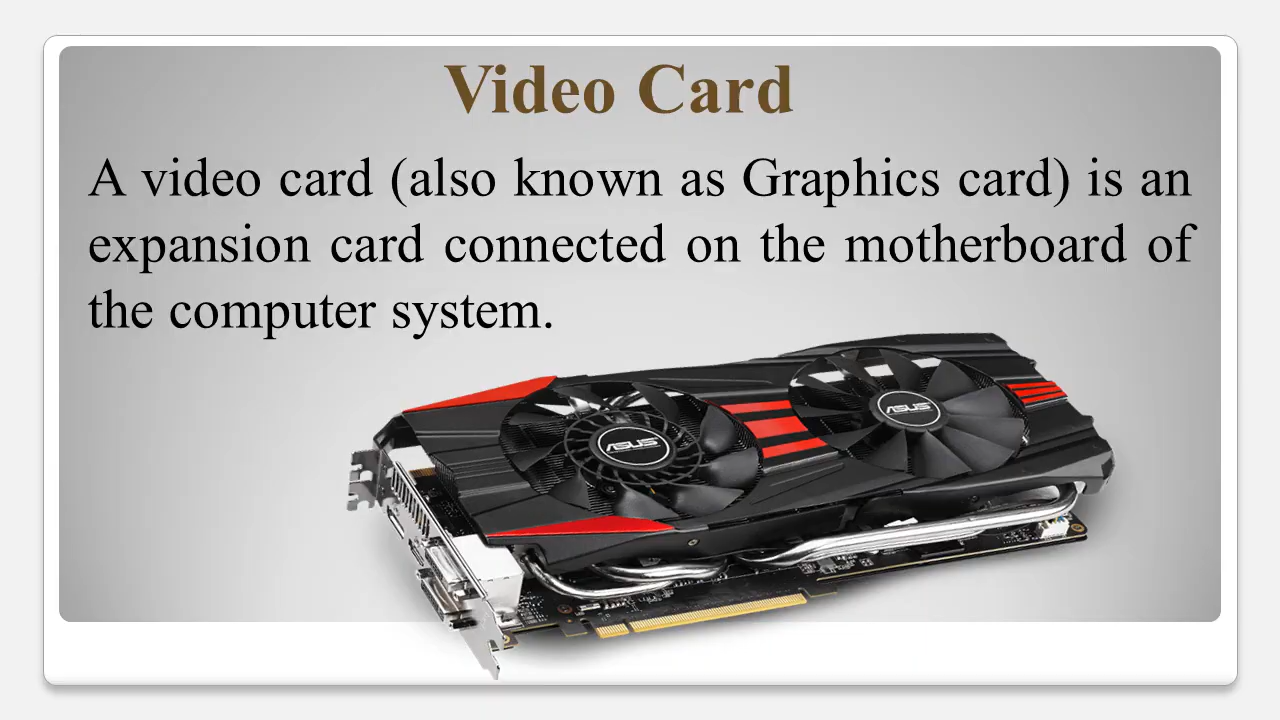 Video Card
A video card (also known as Graphics card) is an
expansion card connected on the motherboard of
the computer system.
ASUS
ASUS